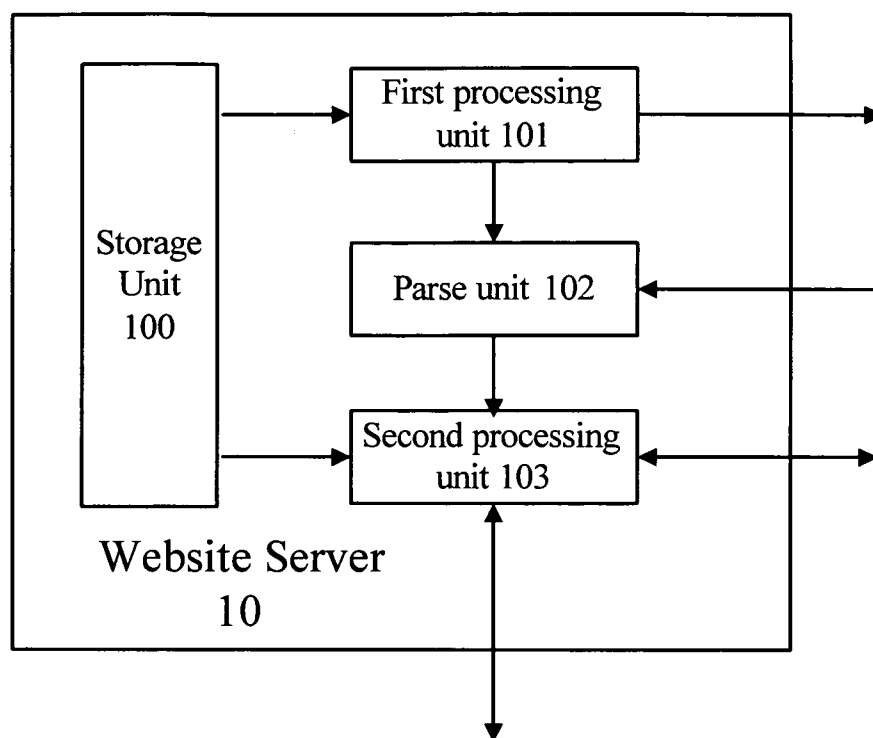 First processing
unit 101
Storage
Unit
100
Parse unit 102
Second processing
unit 103
Website Server
10